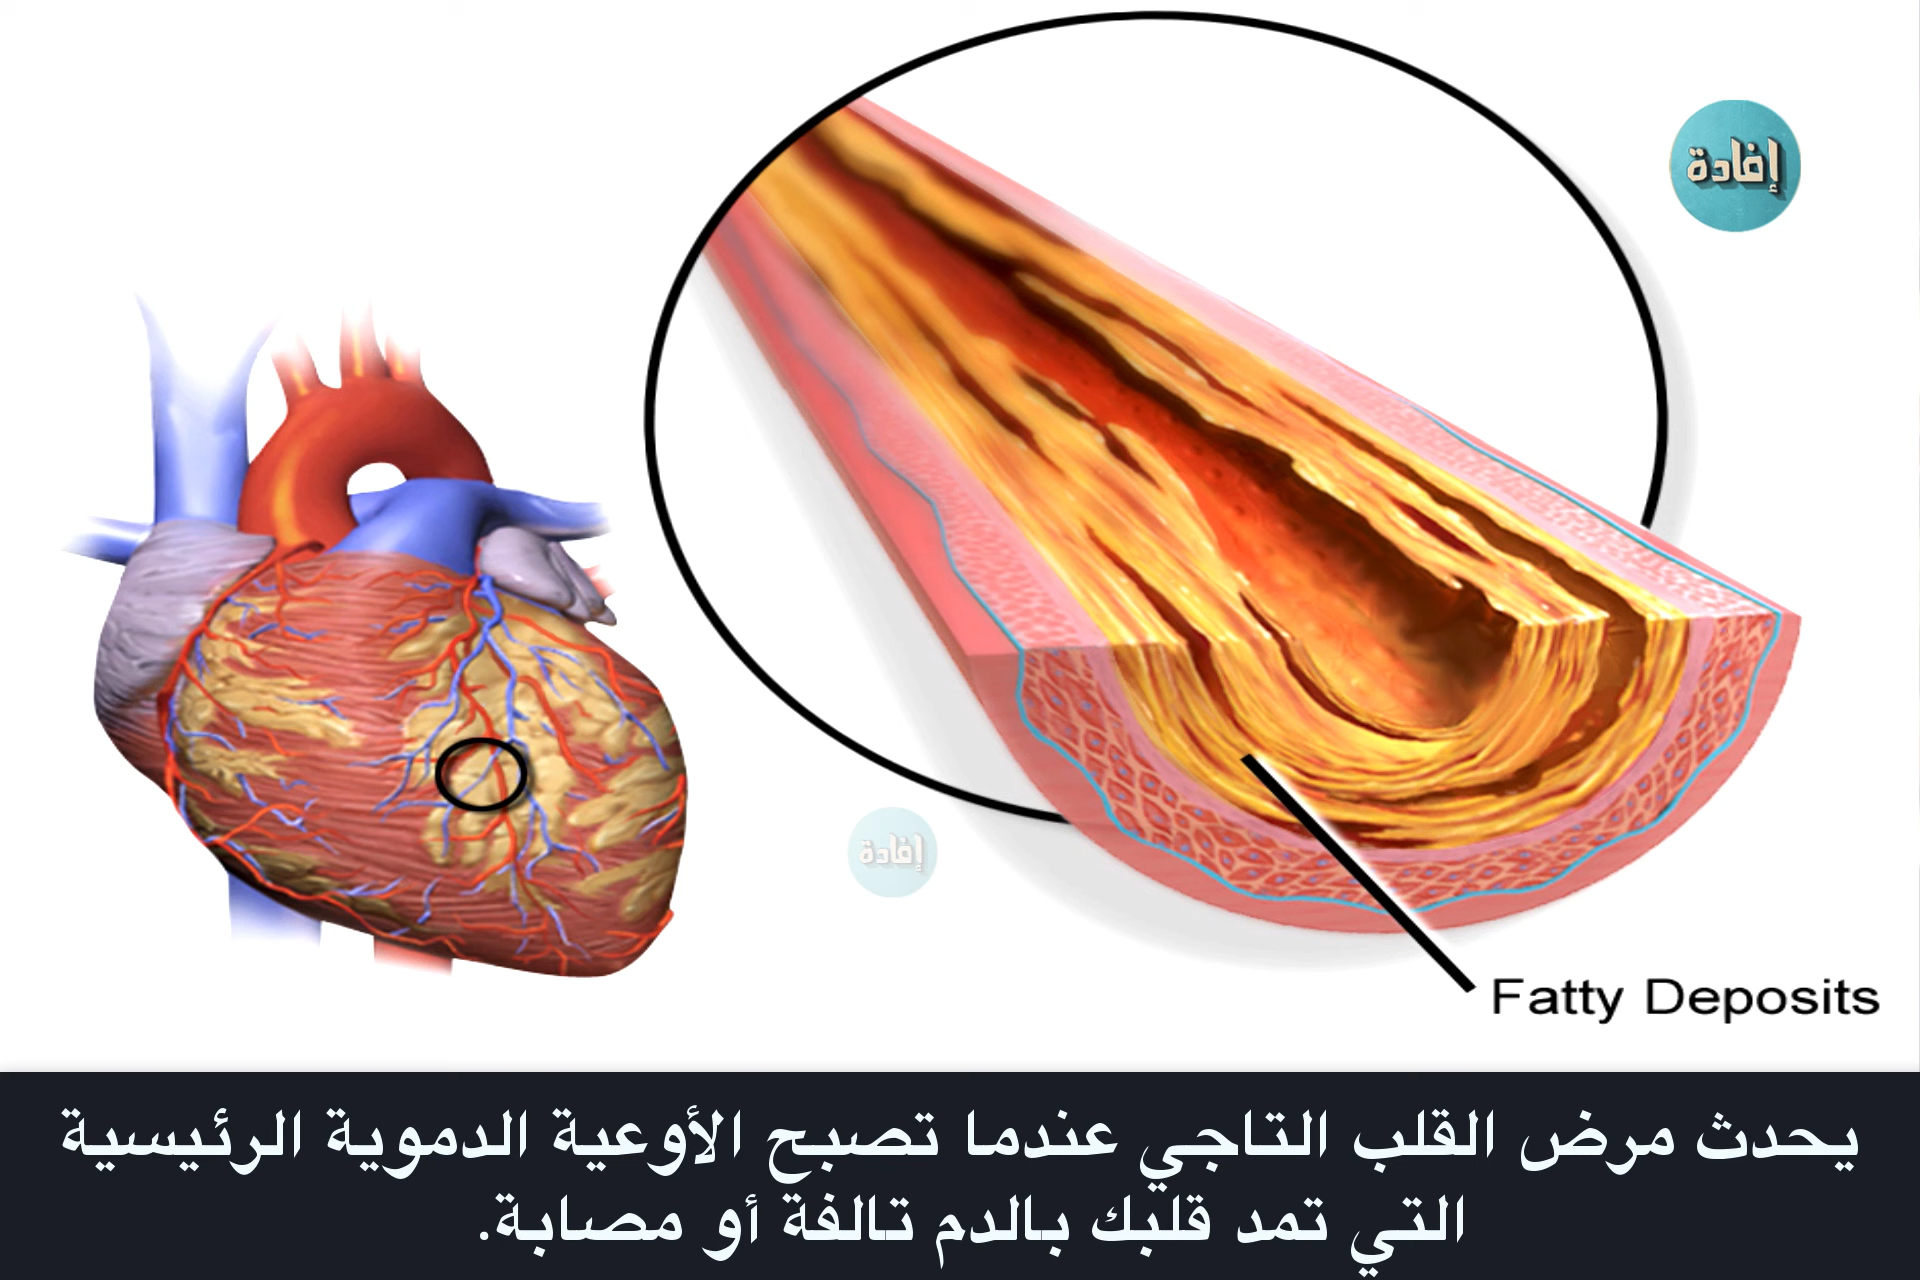 إفادة
إفادة
Fatty Deposits
يحدث مرض القلب التاجي عندما تصبح الأوعية الدموية الرئيسية
التي تمد قلبك بالدم تالفة أو مصابة.